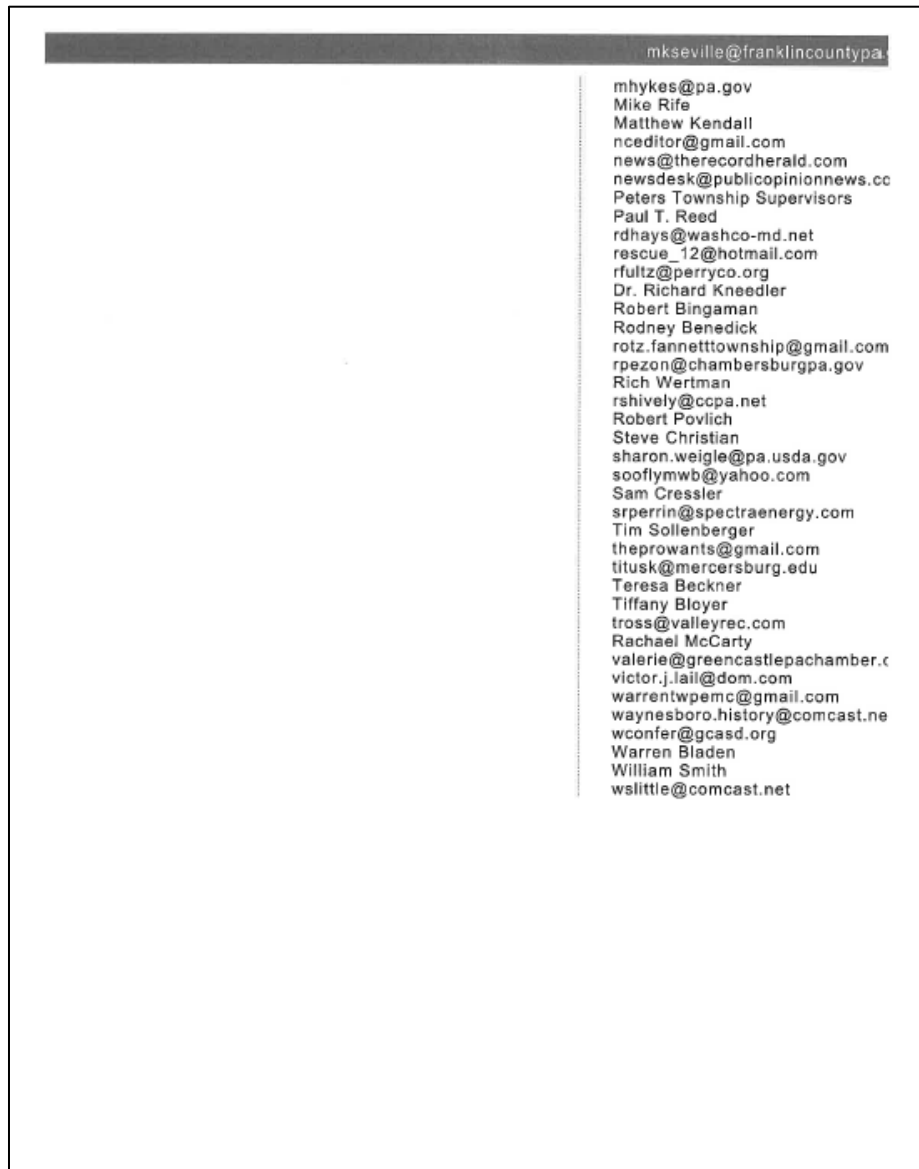 mkseville@franklincountypa.
mhykes@pa.gov
Mike Rife
Matthew Kendall
nceditor@gmail.com
news@therecordherald.com
newsdesk@publicopinionnews.cc
Peters Township Supervisors
Paul T. Reed
rdhays@washco-md.net
rescue_12@hotmail.com
rfultz@perryco.org
Dr. Richard Kneedler
Robert Bingaman
Rodney Benedick
rotz.fannetttownship@gmail.com
rpezon@chambersburgpa.gov
Rich Wertman
rshively@ccpa.net
Robert Povlich
Steve Christian
sharon.weigle@pa.usda.gov
sooflymwb@yahoo.com
Sam Cressler
srperrin@spectraenergy.com
Tim Sollenberger
theprowants@gmail.com
titusk@mercersburg.edu
Teresa Beckner
Tiffany Bloyer
tross@valleyrec.com
Rachael McCarty
valerie@greencastlepachamber.c
victor.j.lail@dom.com
warrentwpemc@gmail.com
waynesboro.history@comcast.ne
wconfer@gcasd.org
Warren Bladen
William Smith
wslittle@comcast.net